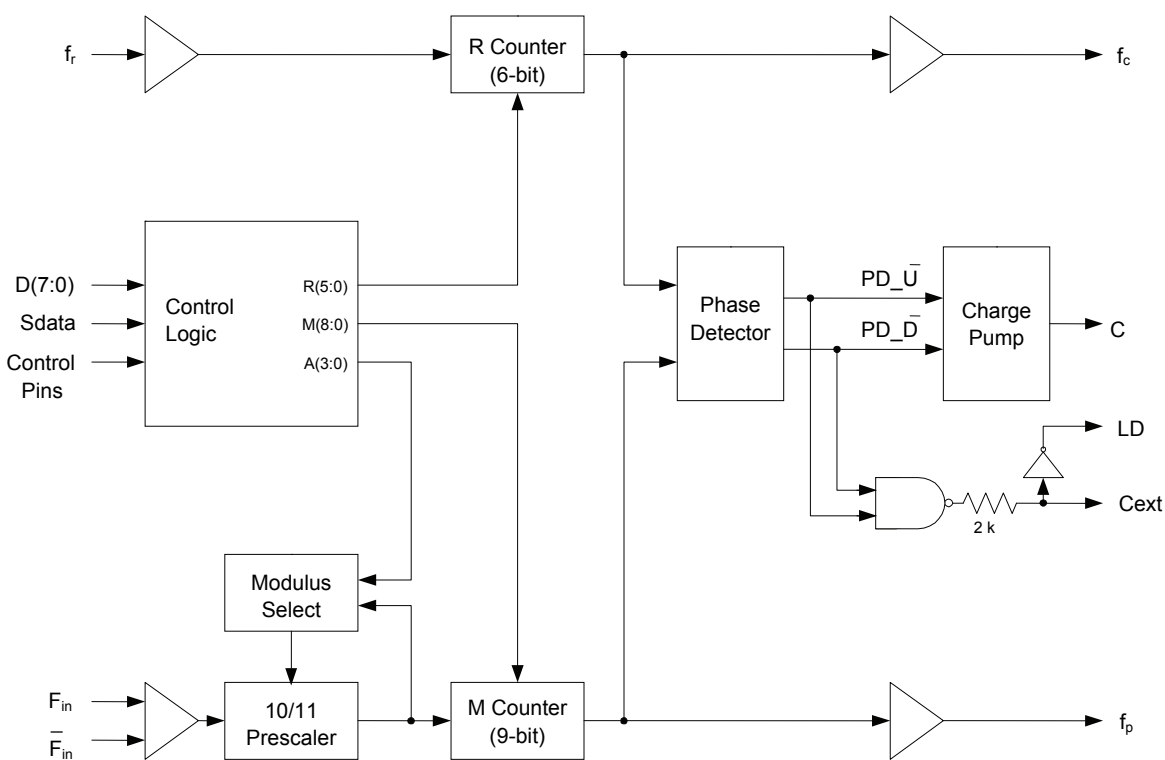 fr
R Counter
(6-bit)
fc
D(7:0)
Sdata
Control
Pins
Control
Logic
R(5:0)
M(8:0)
A(3:0)
Phase
Detector
PD_U̅
PD_D̅
Charge
Pump
C
LD
Cext
2 k
Modulus
Select
Fin
F̅in
10/11
Prescaler
M Counter
(9-bit)
fp